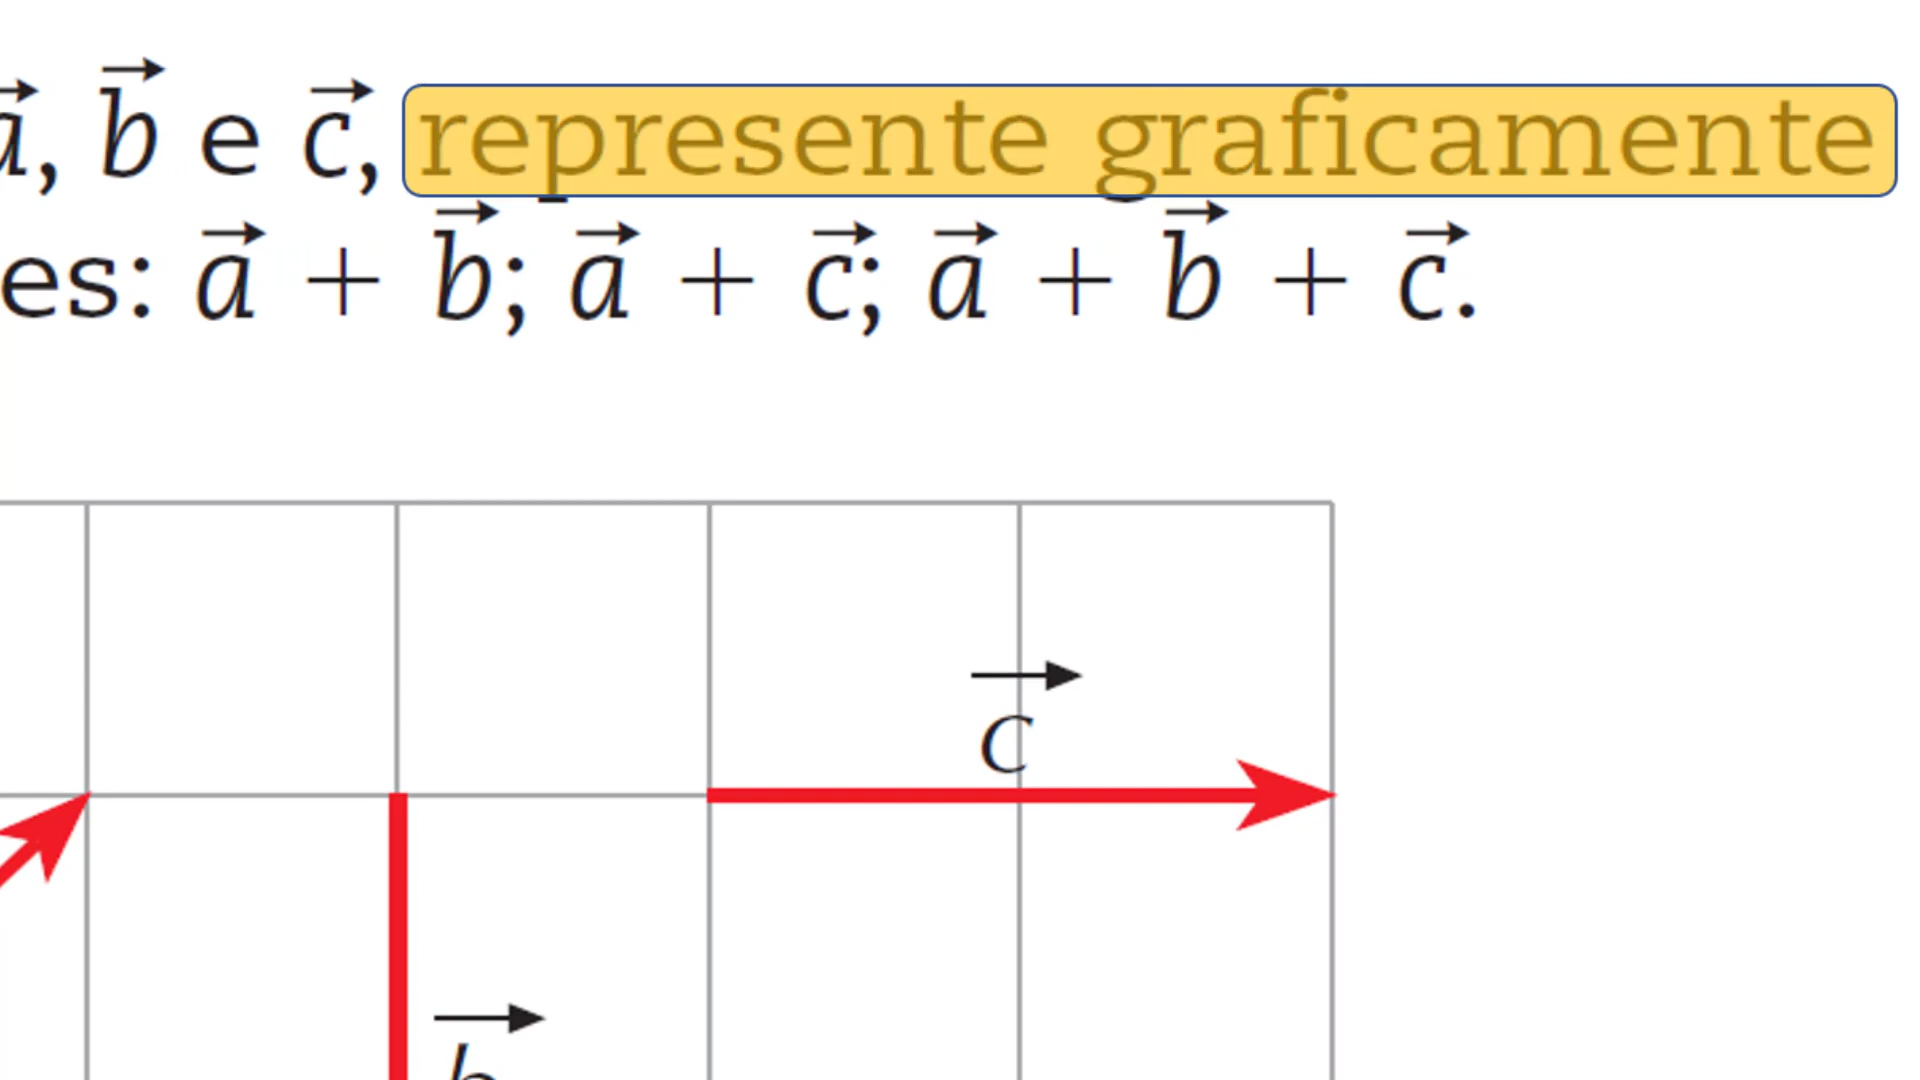 a⃗, b⃗ e c⃗, represente graficamente
es: a⃗ + b⃗; a⃗ + c⃗; a⃗ + b⃗ + c⃗.
c⃗
b⃗